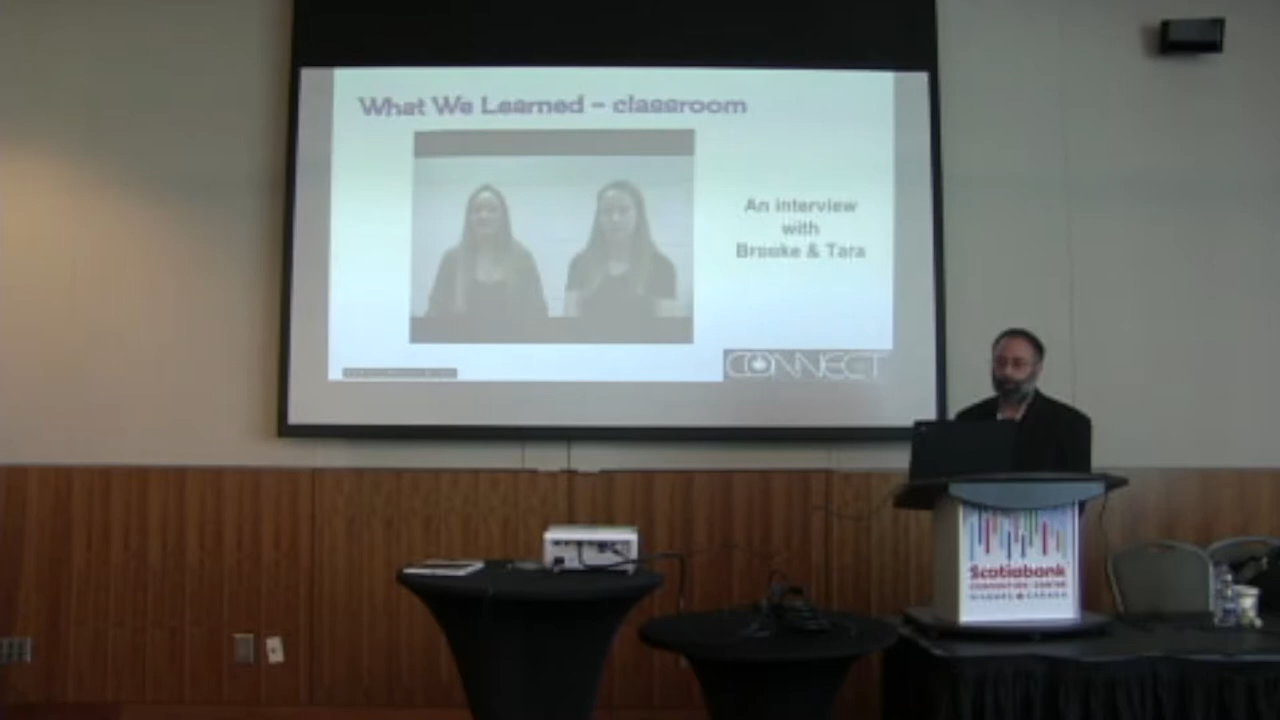 What We Learned – classroom
An interview
with
Brooke & Tara
CONNECT
Scotiabank
CONVENTION CENTRE
NIAGARA CANADA